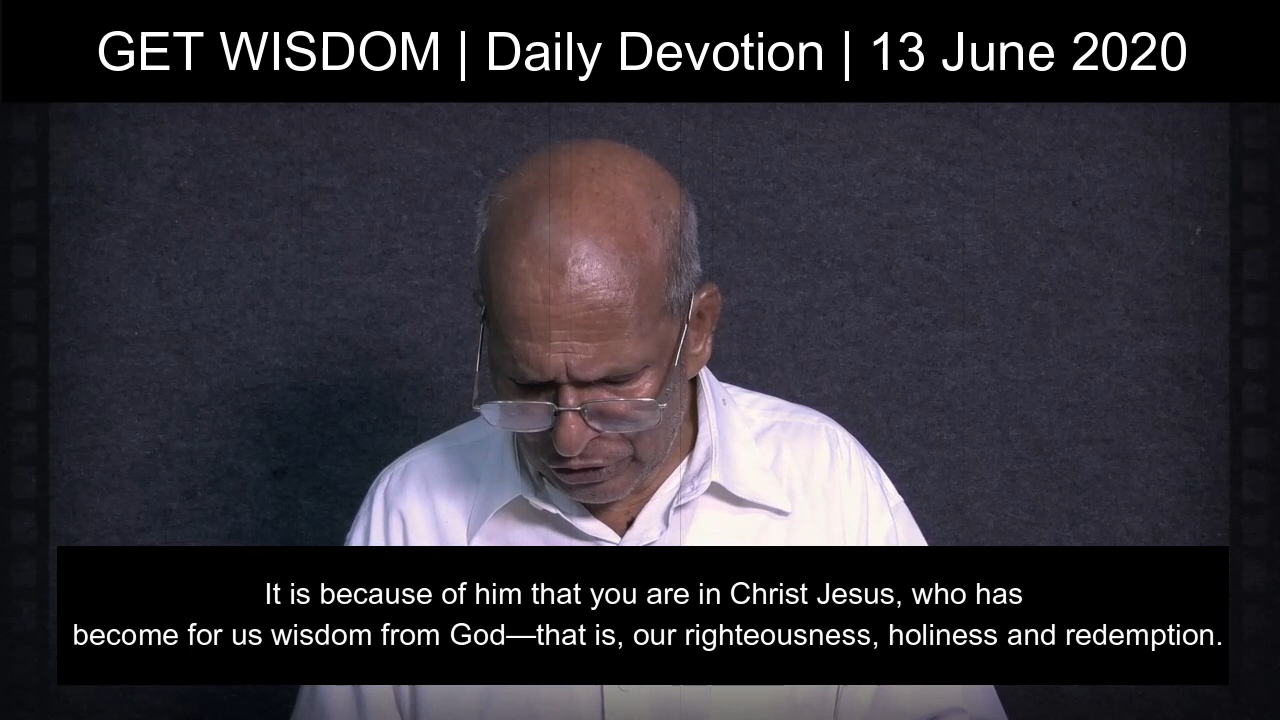 GET WISDOM | Daily Devotion | 13 June 2020
It is because of him that you are in Christ Jesus, who has
become for us wisdom from God—that is, our righteousness, holiness and redemption.